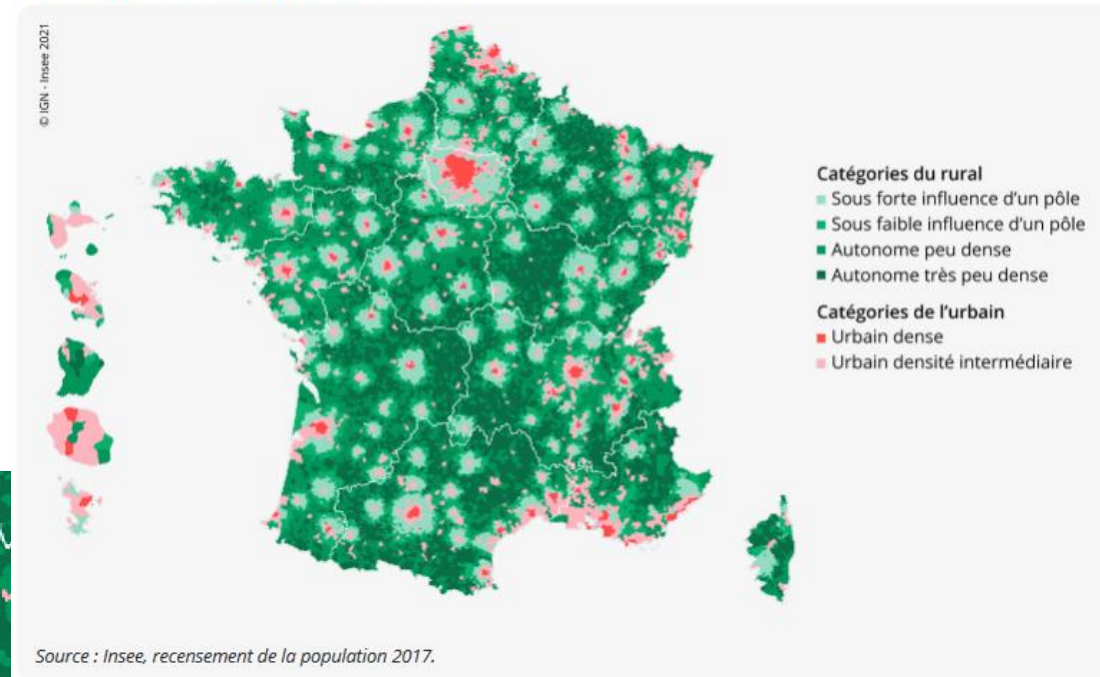 © IGN - Insee 2021
Catégories du rural
Sous forte influence d'un pôle
Sous faible influence d'un pôle
Autonome peu dense
Autonome très peu dense
Catégories de l'urbain
Urbain dense
Urbain densité intermédiaire
Source : Insee, recensement de la population 2017.